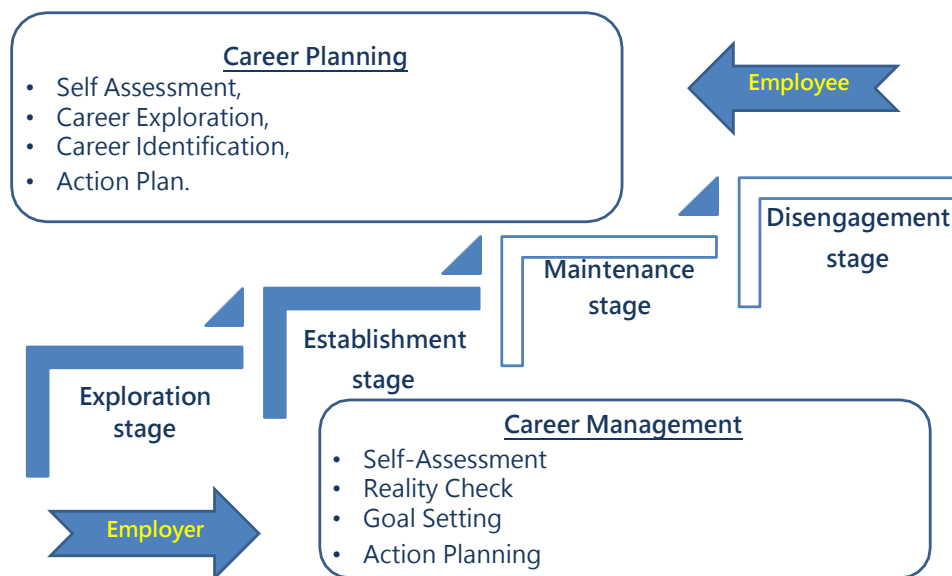 Career Planning
• Self Assessment,
• Career Exploration,
• Career Identification,
• Action Plan.
Employee
Disengagement
stage
Maintenance
stage
Establishment
stage
Exploration
stage
Career Management
• Self-Assessment
• Reality Check
• Goal Setting
• Action Planning
Employer